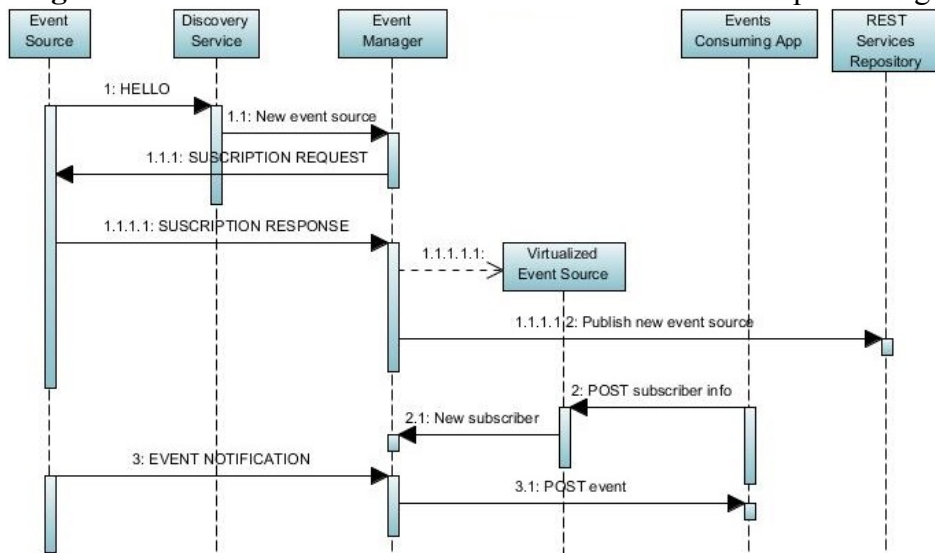 Event
Source
Discovery
Service
Event
Manager
Events
Consuming App
REST
Services
Repository
1: HELLO
1.1: New event source
1.1.1: SUSCRIPTION REQUEST
1.1.1.1: SUSCRIPTION RESPONSE
1.1.1.1.1:
Virtualized
Event Source
1.1.1.1.2: Publish new event source
2: POST subscriber info
2.1: New subscriber
3: EVENT NOTIFICATION
3.1: POST event